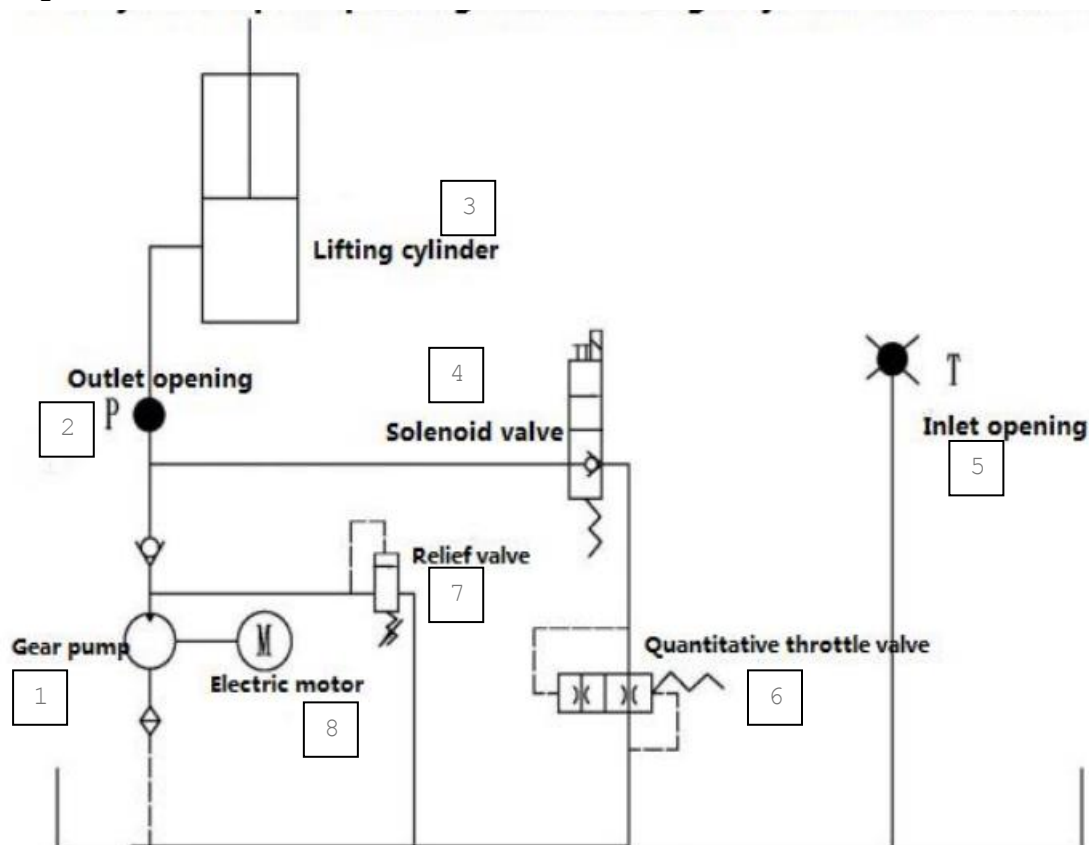 3
Lifting cylinder
4
Outlet opening
P
2
Solenoid valve
T
Inlet opening
5
Relief valve
7
Gear pump
1
M
Electric motor
8
Quantitative throttle valve
6